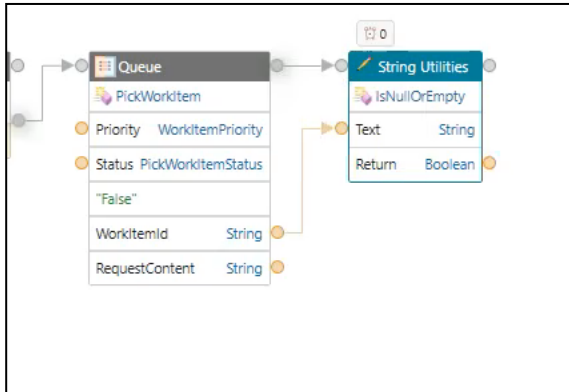 0
Queue
String Utilities
PickWorkItem
IsNullOrEmpty
Priority WorkItemPriority
Text String
Status PickWorkItemStatus
Return Boolean
"False"
WorkItemId String
RequestContent String